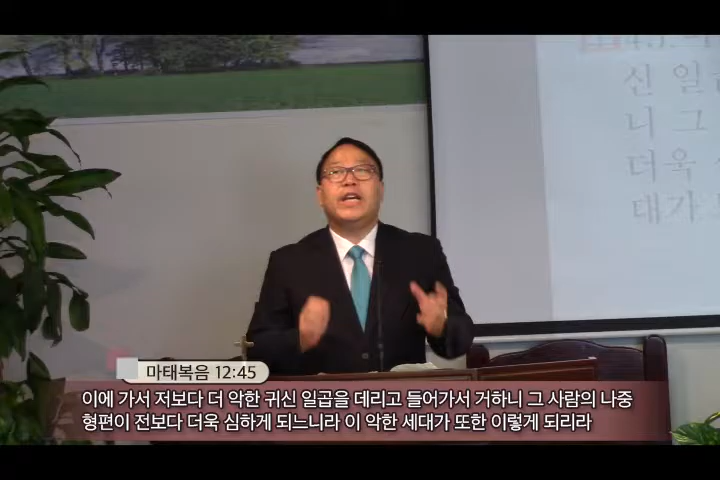 신 일곱
니 그
더욱
대가
마태복음 12:45
이에 가서 저보다 더 악한 귀신 일곱을 데리고 들어가서 거하니 그 사람의 나중
형편이 전보다 더욱 심하게 되느니라 이 악한 세대가 또한 이렇게 되리라